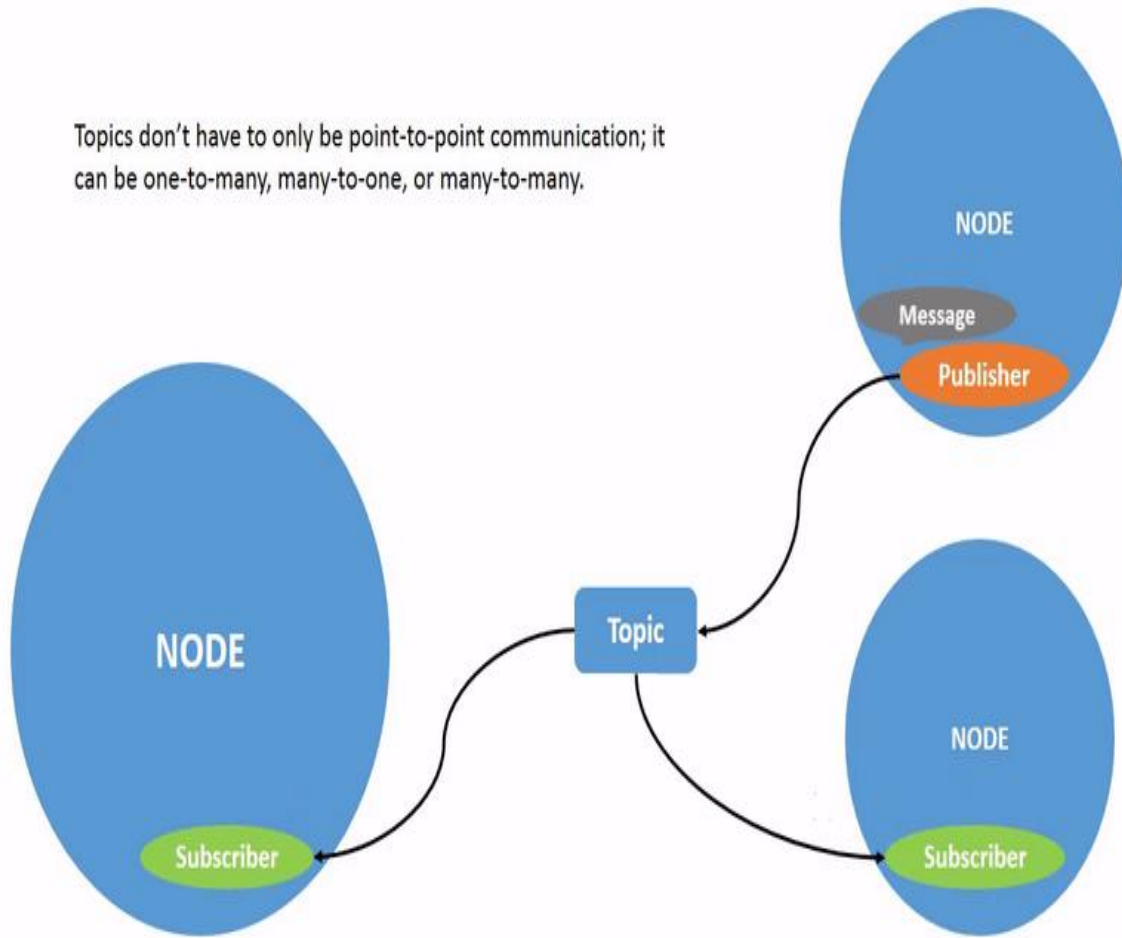 Topics don't have to only be point-to-point communication; it
can be one-to-many, many-to-one, or many-to-many.
NODE
Message
Publisher
Topic
NODE
NODE
Subscriber
Subscriber